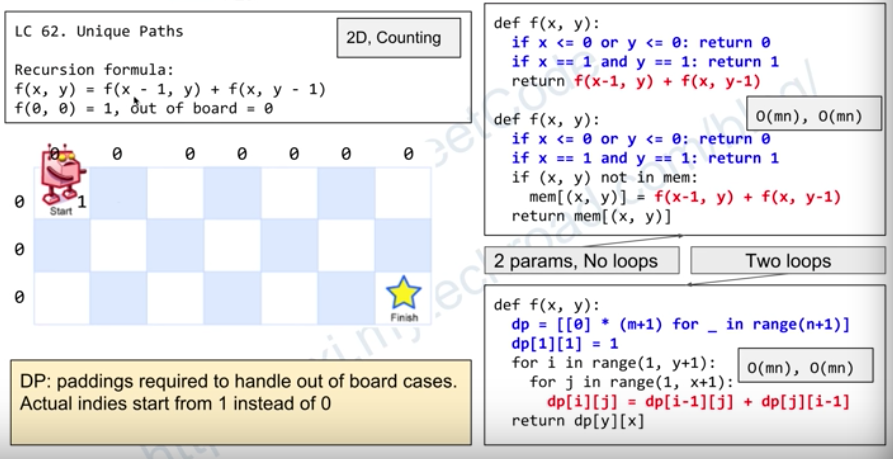 LC 62. Unique Paths
2D, Counting
Recursion formula:
f(x, y) = f(x - 1, y) + f(x, y - 1)
f(0, 0) = 1, out of board = 0
0 0 0 0 0 0 0
0 1
Start
0
0
Finish
DP: paddings required to handle out of board cases.
Actual indies start from 1 instead of 0
def f(x, y):
if x <= 0 or y <= 0: return 0
if x == 1 and y == 1: return 1
return f(x-1, y) + f(x, y-1)
O(mn), O(mn)
def f(x, y):
if x <= 0 or y <= 0: return 0
if x == 1 and y == 1: return 1
if (x, y) not in mem:
mem[(x, y)] = f(x-1, y) + f(x, y-1)
return mem[(x, y)]
2 params, No loops
Two loops
def f(x, y):
dp = [[0] * (m+1) for _ in range(n+1)]
dp[1][1] = 1
for i in range(1, y+1):
for j in range(1, x+1):
O(mn), O(mn)
dp[i][j] = dp[i-1][j] + dp[j][i-1]
return dp[y][x]